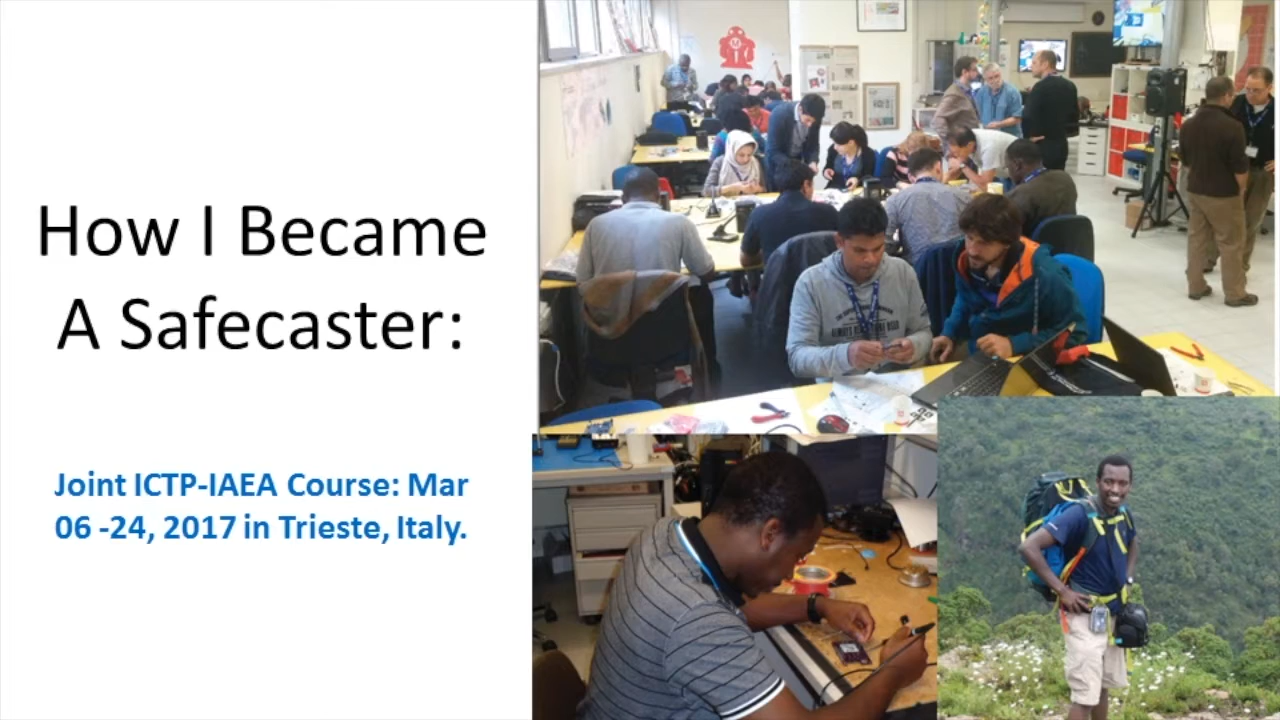 How I Became
A Safecaster:
Joint ICTP-IAEA Course: Mar
06 -24, 2017 in Trieste, Italy.